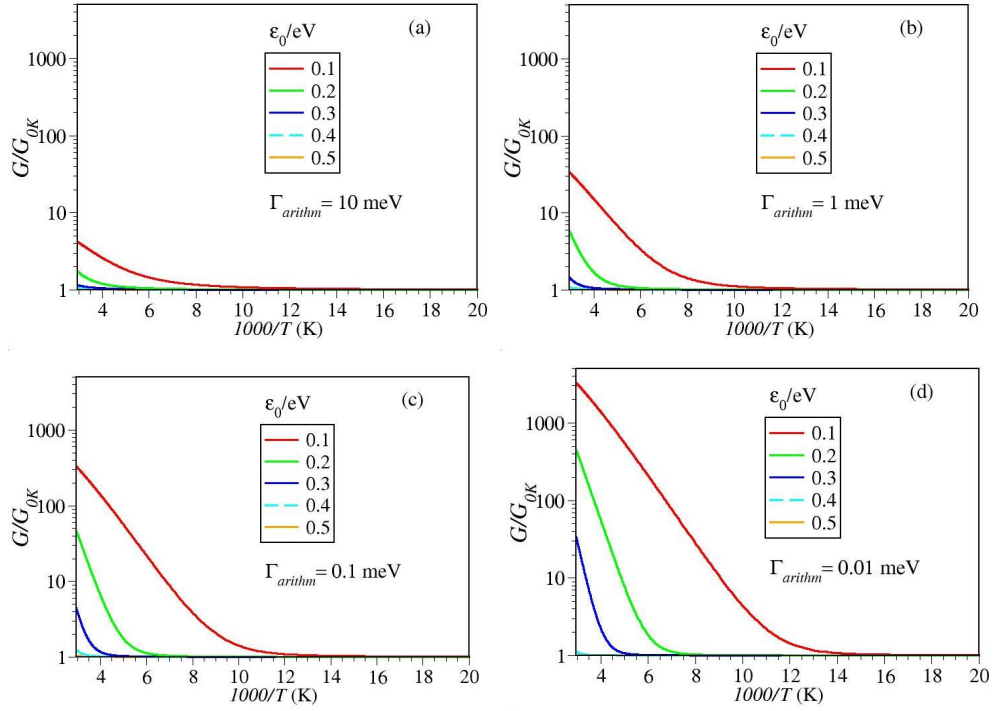 (a)
ε₀/eV
0.1
0.2
0.3
0.4
0.5
Γarithm = 10 meV
G/G0K
1000
100
10
1
4 6 8 10 12 14 16 18 20
1000/T (K)
(b)
ε₀/eV
0.1
0.2
0.3
0.4
0.5
Γarithm = 1 meV
G/G0K
1000
100
10
1
4 6 8 10 12 14 16 18 20
1000/T (K)
(c)
ε₀/eV
0.1
0.2
0.3
0.4
0.5
Γarithm = 0.1 meV
G/G0K
1000
100
10
1
4 6 8 10 12 14 16 18 20
1000/T (K)
(d)
ε₀/eV
0.1
0.2
0.3
0.4
0.5
Γarithm = 0.01 meV
G/G0K
1000
100
10
1
4 6 8 10 12 14 16 18 20
1000/T (K)